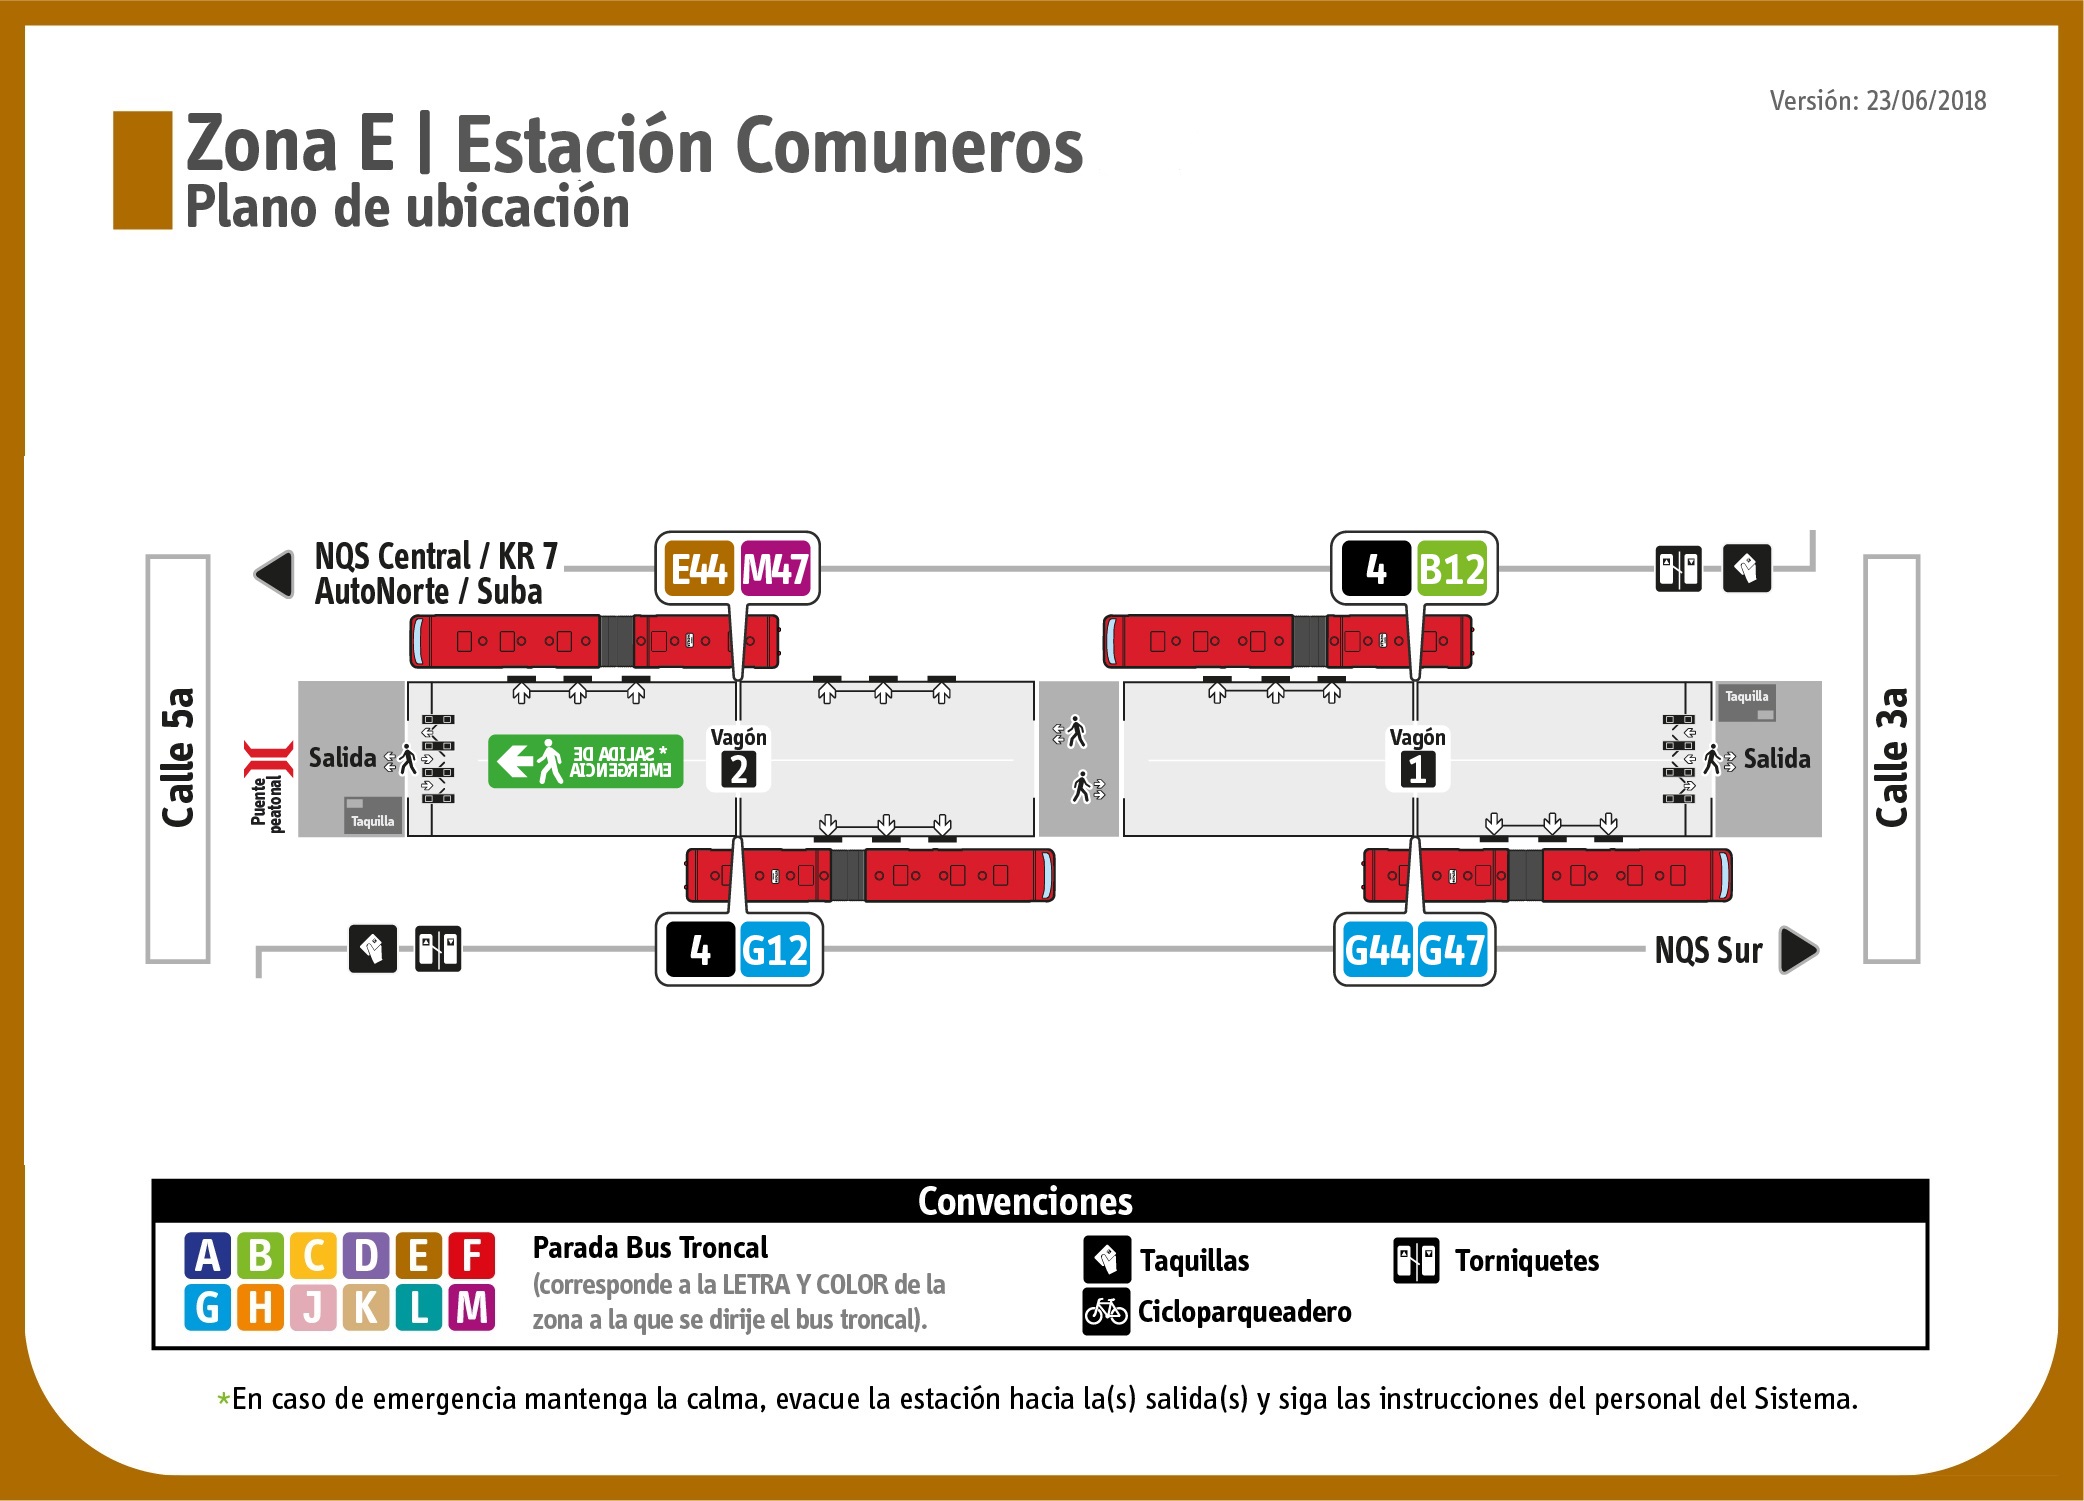 Versión: 23/06/2018
Zona E | Estación Comuneros
Plano de ubicación
NQS Central / KR 7
AutoNorte / Suba
E44 M47
4 B12
Calle 5a
Puente
peatonal
Salida
Taquilla
* SALIDA DE
EMERGENCIA
Vagón
2
Vagón
1
Taquilla
Salida
Calle 3a
4 G12
G44 G47
NQS Sur
Convenciones
A B C D E F
G H J K L M
Parada Bus Troncal
(corresponde a la LETRA Y COLOR de la
zona a la que se dirije el bus troncal).
Taquillas
Cicloparqueadero
Torniquetes
*En caso de emergencia mantenga la calma, evacue la estación hacia la(s) salida(s) y siga las instrucciones del personal del Sistema.